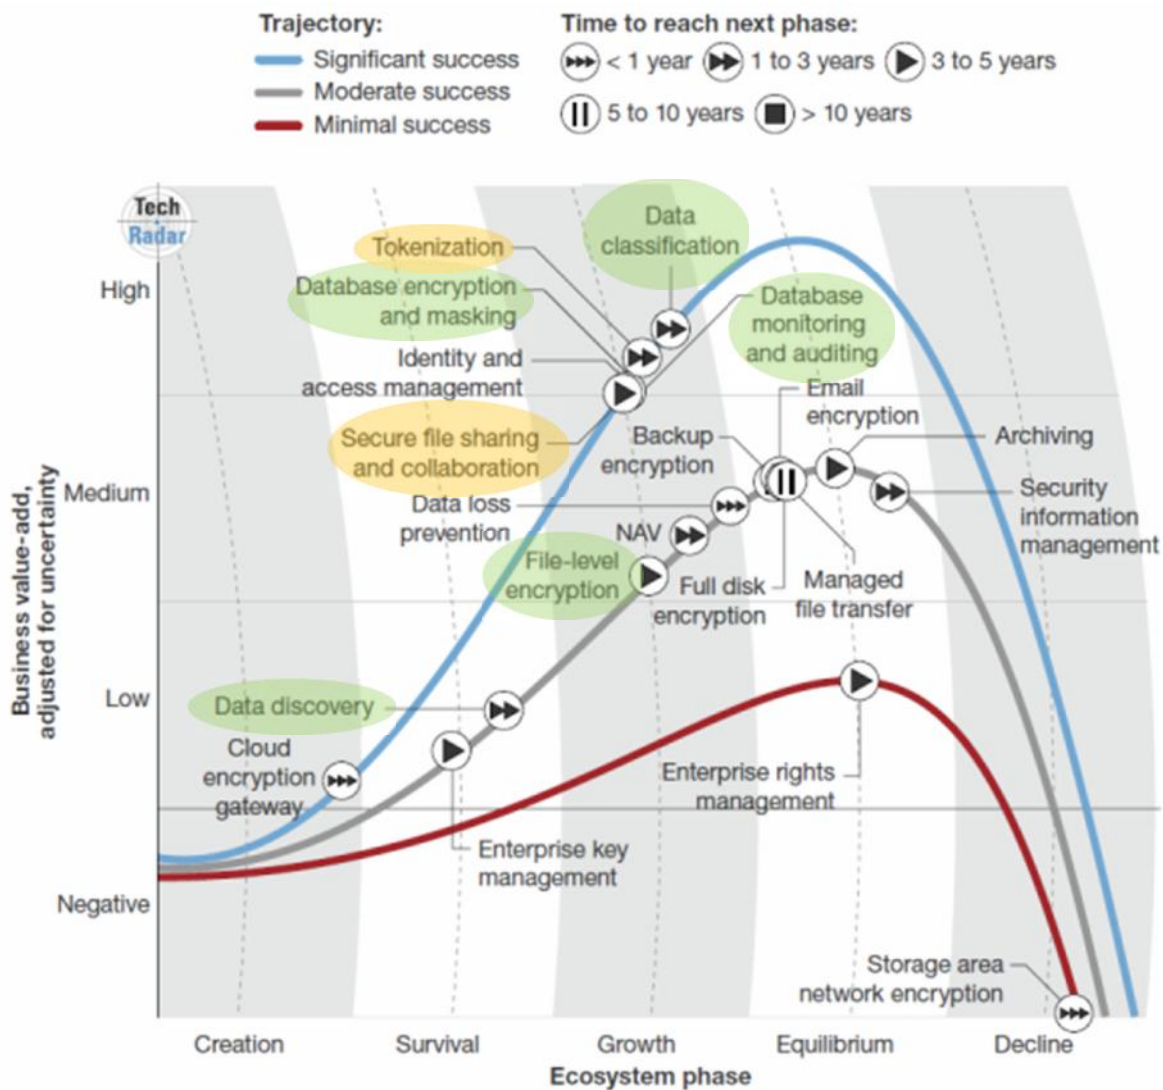 Trajectory:
Significant success
Moderate success
Minimal success
Time to reach next phase:
< 1 year
1 to 3 years
3 to 5 years
5 to 10 years
> 10 years
Tech
Radar
Business value-add,
adjusted for uncertainty
High
Medium
Low
Negative
Tokenization
Data
classification
Database encryption
and masking
Database
monitoring
and auditing
Identity and
access management
Email
encryption
Secure file sharing
and collaboration
Backup
encryption
Archiving
Data loss
prevention
Security
information
management
NAV
File-level
encryption
Full disk
encryption
Managed
file transfer
Data discovery
Cloud
encryption
gateway
Enterprise rights
management
Enterprise key
management
Storage area
network encryption
Creation
Survival
Growth
Equilibrium
Decline
Ecosystem phase